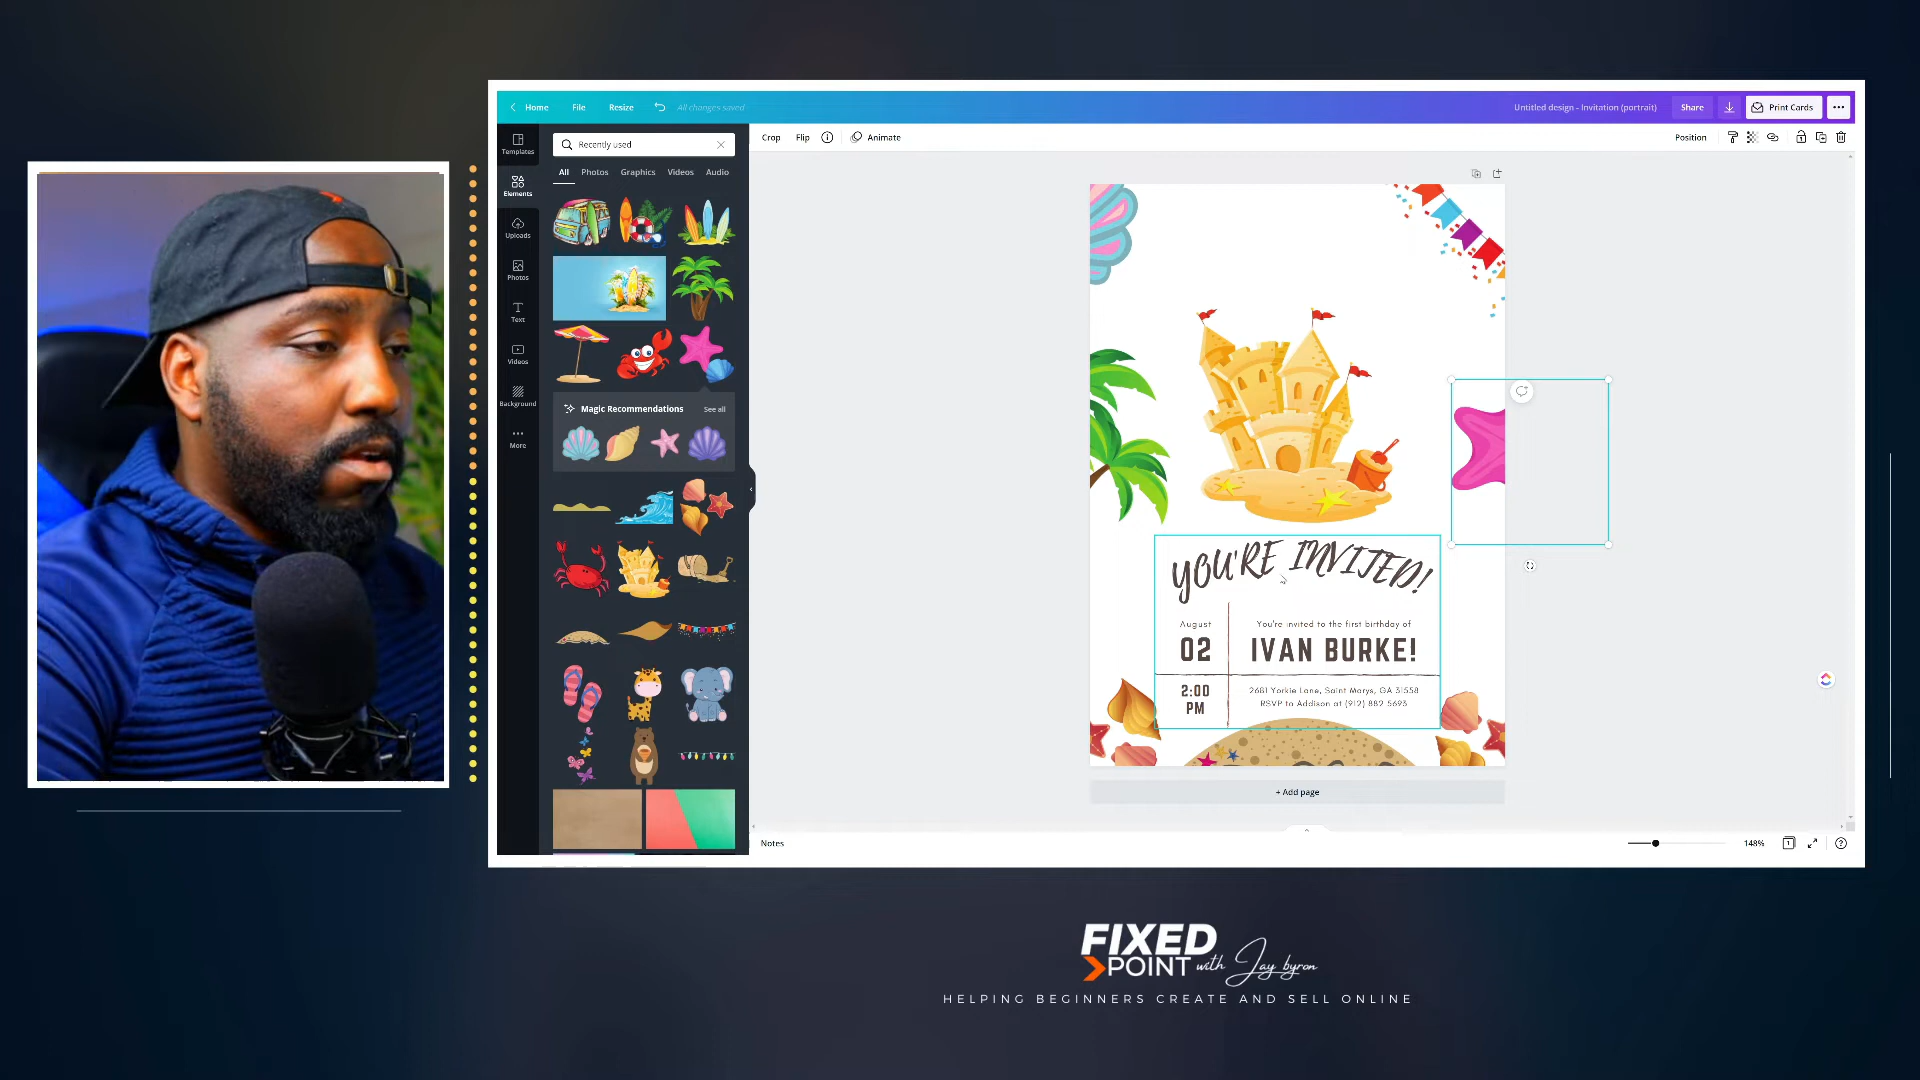 Home File Resize All changes saved Untitled design - Invitation (portrait) Share Print Cards
Crop Flip Animate Position
Templates
Elements
Uploads
Photos
Text
Videos
Background
More
Recently used
All Photos Graphics Videos Audio
Magic Recommendations See all
YOU'RE INVITED!
August
02
2:00
PM
You're invited to the first birthday of
IVAN BURKE!
2681 Yorkie Lane, Saint Marys, GA 31558
RSVP to Addison at (912) 882 5693
+ Add page
Notes
148%
1
FIXED
POINT with Jay byron
HELPING BEGINNERS CREATE AND SELL ONLINE